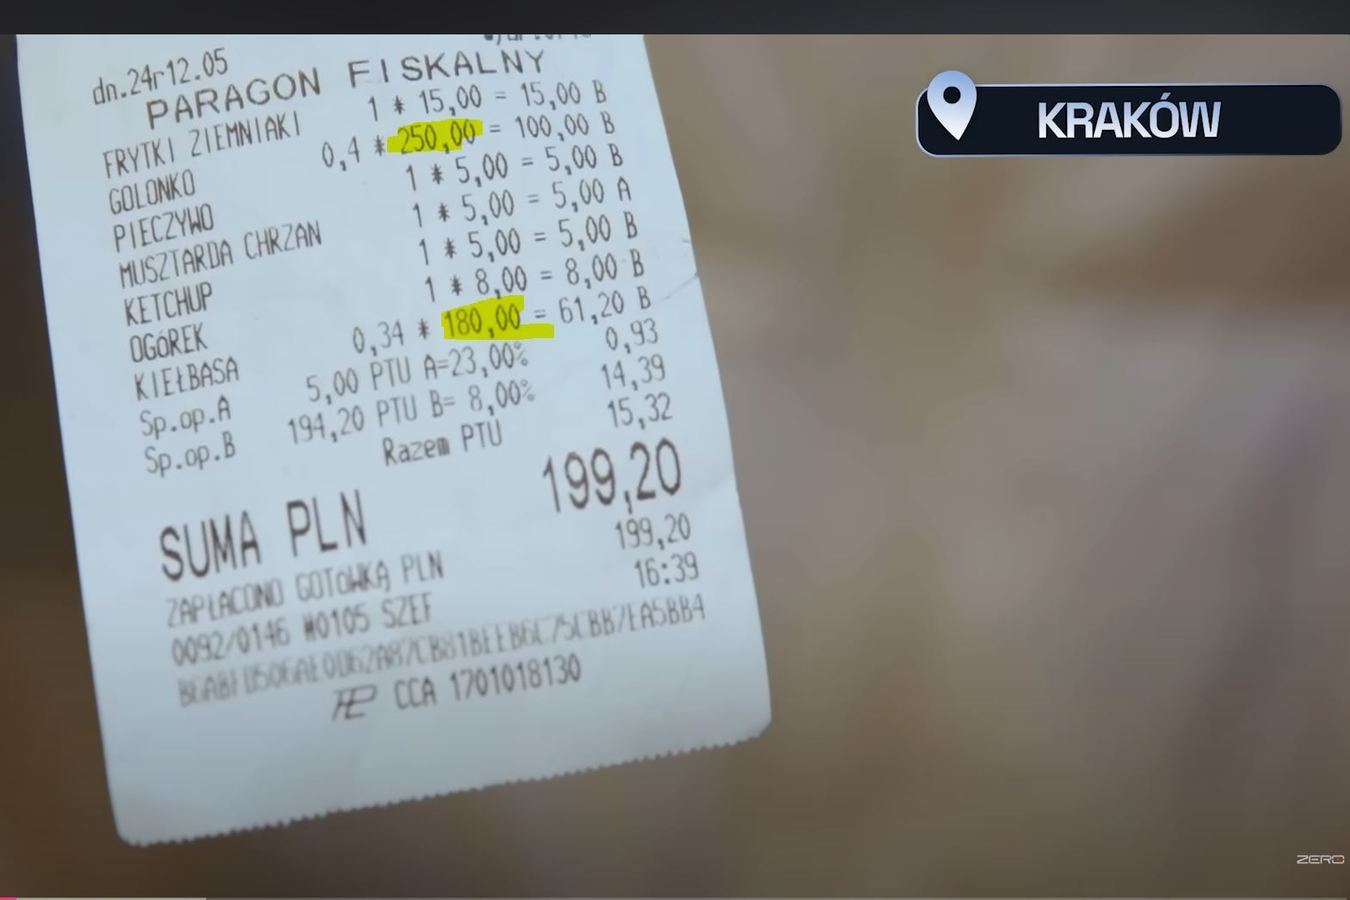 dn.24r12.05
PARAGON FISKALNY
FRYTKI ZIEMNIAKI 1 * 15,00 = 15,00 B
GOLONKO 0,4 * 250,00 = 100,00 B
PIECZYWO 1 * 5,00 = 5,00 B
MUSZTARDA CHRZAN 1 * 5,00 = 5,00 A
KETCHUP 1 * 5,00 = 5,00 B
OGÓREK 1 * 8,00 = 8,00 B
KIEŁBASA 0,34 * 180,00 = 61,20 B
Sp.op.A 5,00 PTU A=23,00% 0,93
Sp.op.B 194,20 PTU B= 8,00% 14,39
Razem PTU 15,32
SUMA PLN 199,20
ZAPŁACONO GOTÓWKĄ PLN 199,20
0092/0146 #0105 SZEF 16:39
CCA 1701018130
KRAKÓW
ZERO